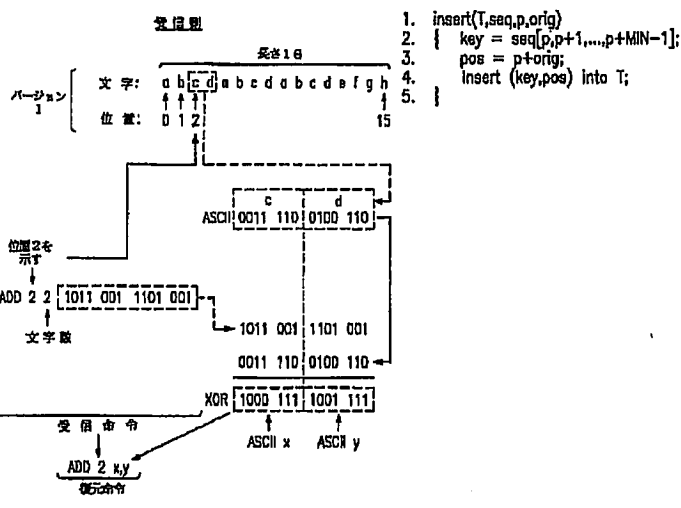 受信側
長さ16
バージョン
1
文字: a b c d a b c d a b c d e f g h
位置: 0 1 2 15
c d
ASCII 0011 110 0100 110
位置2を
示す
ADD 2 2 1011 001 1101 001
文字数
1011 001 1101 001
0011 110 0100 110
XOR 1000 111 1001 111
ASCII x ASCII y
受信命令
ADD 2 x,y
復元命令
1. insert(T,seq,p,orig)
2. { key = seq[p,p+1,...,p+MIN-1];
3. pos = p+orig;
4. insert (key,pos) into T;
5. }